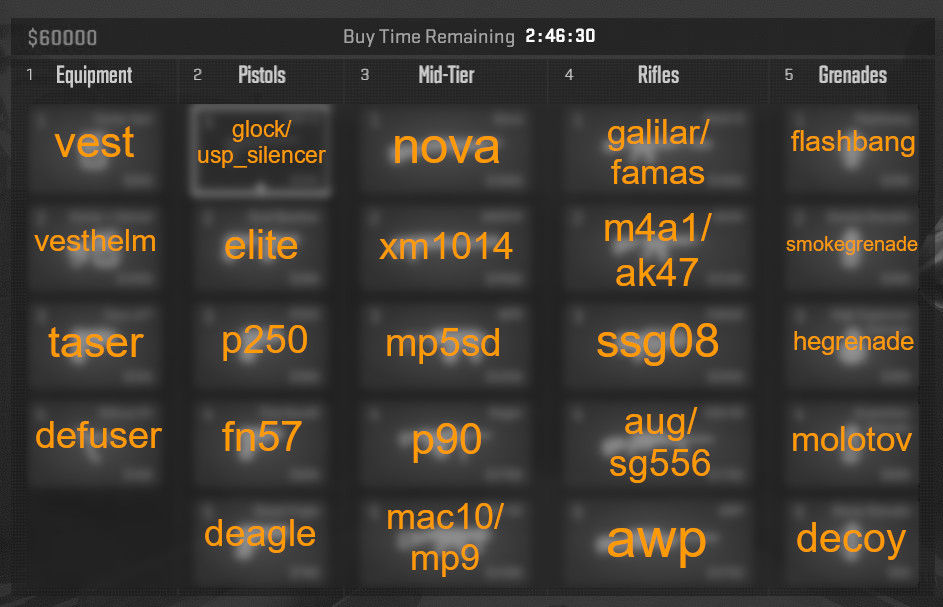 $60000
Buy Time Remaining 2:46:30
1 Equipment
2 Pistols
3 Mid-Tier
4 Rifles
5 Grenades
vest
glock/
usp_silencer
nova
galilar/
famas
flashbang
vesthelm
elite
xm1014
m4a1/
ak47
smokegrenade
taser
p250
mp5sd
ssg08
hegrenade
defuser
fn57
p90
aug/
sg556
molotov
deagle
mac10/
mp9
awp
decoy